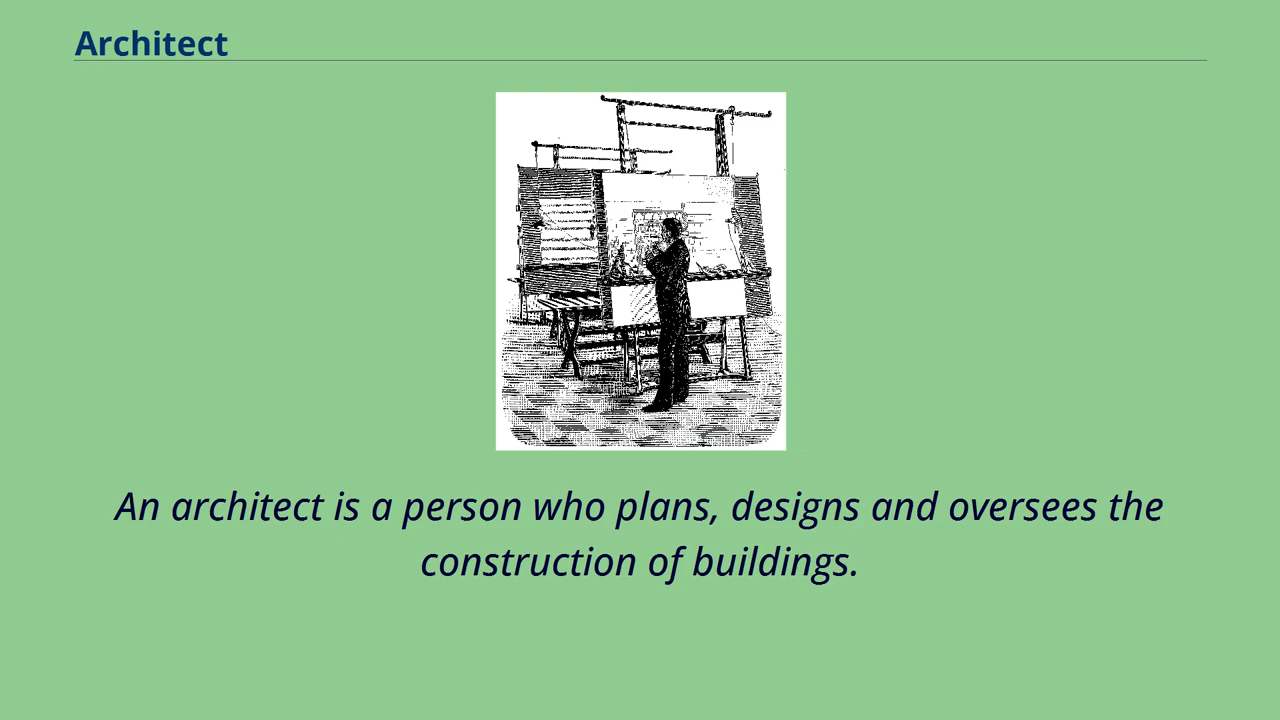 Architect
An architect is a person who plans, designs and oversees the
construction of buildings.